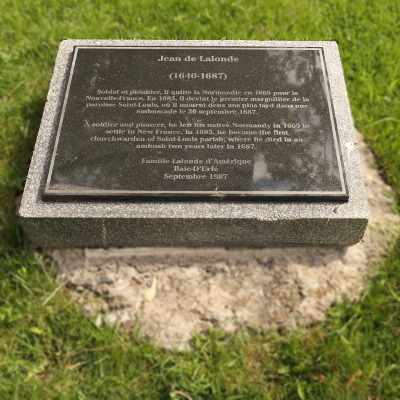 Jean de Lalonde
(1640-1687)
Soldat et pionnier, il quitte la Normandie en 1665 pour la
Nouvelle-France. En 1685, il devint le premier marguillier de la
paroisse Saint-Louis, où il mourut deux ans plus tard dans une
embuscade le 30 septembre 1687.
A soldier and pioneer, he left his native Normandy in 1665 to
settle in New France. In 1685, he became the first
churchwarden of Saint-Louis parish, where he died in an
ambush two years later in 1687.
Famille Lalonde d'Amérique
Baie-D'Urfé
Septembre 1987